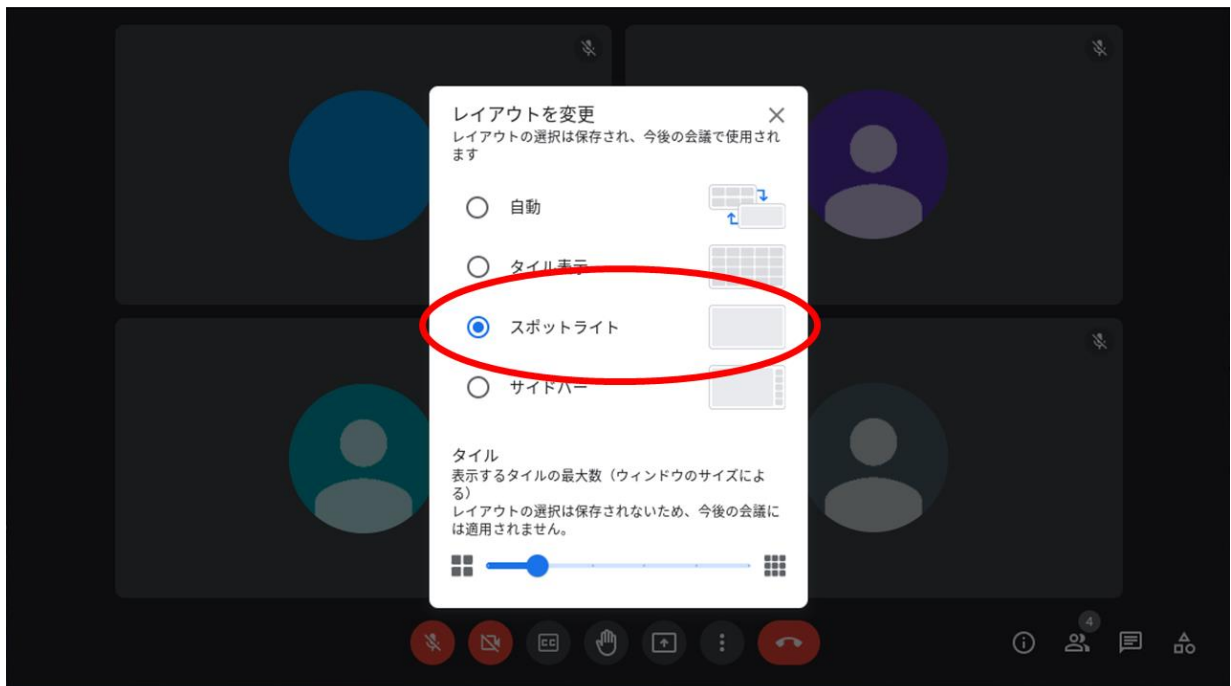 レイアウトを変更
レイアウトの選択は保存され、今後の会議で使用され
ます
自動
タイル表示
スポットライト
サイドバー
タイル
表示するタイルの最大数（ウィンドウのサイズによ
る）
レイアウトの選択は保存されないため、今後の会議に
は適用されません。
CC
4